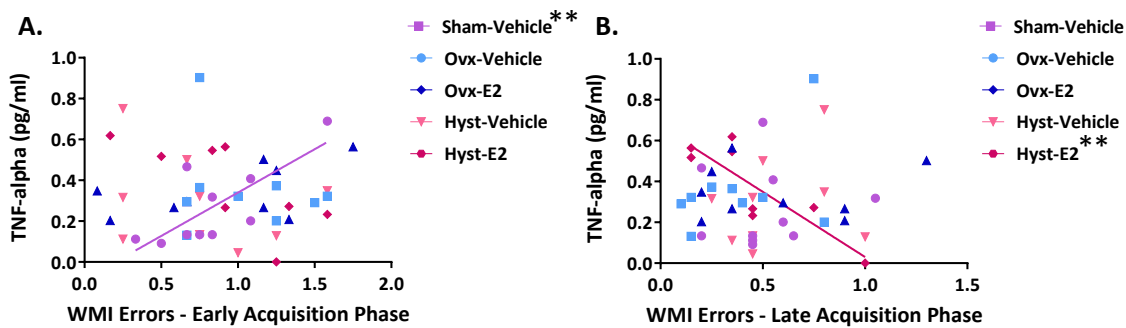 A.
TNF-alpha (pg/ml)
1.0
0.8
0.6
0.4
0.2
0.0
0.0 0.5 1.0 1.5 2.0
WMI Errors - Early Acquisition Phase
Sham-Vehicle**
Ovx-Vehicle
Ovx-E2
Hyst-Vehicle
Hyst-E2
B.
TNF-alpha (pg/ml)
1.0
0.8
0.6
0.4
0.2
0.0
0.0 0.5 1.0 1.5
WMI Errors - Late Acquisition Phase
Sham-Vehicle
Ovx-Vehicle
Ovx-E2
Hyst-Vehicle
Hyst-E2**